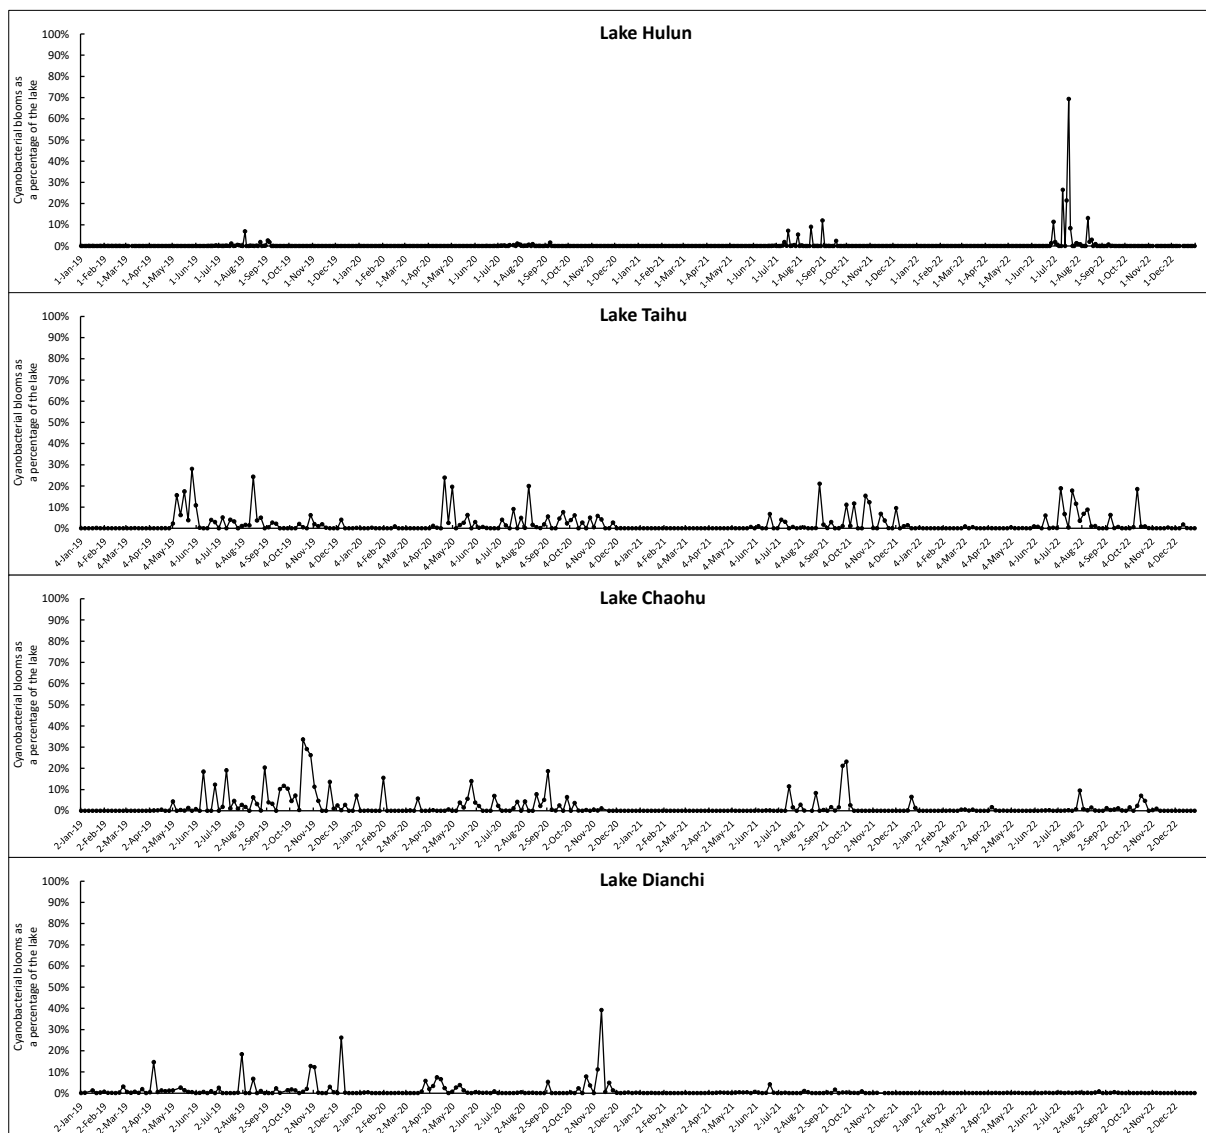 Lake Hulun
Cyanobacterial blooms as
a percentage of the lake
100%
90%
80%
70%
60%
50%
40%
30%
20%
10%
0%
1-Jan-19
1-Feb-19
1-Mar-19
1-Apr-19
1-May-19
1-Jun-19
1-Jul-19
1-Aug-19
1-Sep-19
1-Oct-19
1-Nov-19
1-Dec-19
1-Jan-20
1-Feb-20
1-Mar-20
1-Apr-20
1-May-20
1-Jun-20
1-Jul-20
1-Aug-20
1-Sep-20
1-Oct-20
1-Nov-20
1-Dec-20
1-Jan-21
1-Feb-21
1-Mar-21
1-Apr-21
1-May-21
1-Jun-21
1-Jul-21
1-Aug-21
1-Sep-21
1-Oct-21
1-Nov-21
1-Dec-21
1-Jan-22
1-Feb-22
1-Mar-22
1-Apr-22
1-May-22
1-Jun-22
1-Jul-22
1-Aug-22
1-Sep-22
1-Oct-22
1-Nov-22
1-Dec-22
Lake Taihu
Cyanobacterial blooms as
a percentage of the lake
100%
90%
80%
70%
60%
50%
40%
30%
20%
10%
0%
4-Jan-19
4-Feb-19
4-Mar-19
4-Apr-19
4-May-19
4-Jun-19
4-Jul-19
4-Aug-19
4-Sep-19
4-Oct-19
4-Nov-19
4-Dec-19
4-Jan-20
4-Feb-20
4-Mar-20
4-Apr-20
4-May-20
4-Jun-20
4-Jul-20
4-Aug-20
4-Sep-20
4-Oct-20
4-Nov-20
4-Dec-20
4-Jan-21
4-Feb-21
4-Mar-21
4-Apr-21
4-May-21
4-Jun-21
4-Jul-21
4-Aug-21
4-Sep-21
4-Oct-21
4-Nov-21
4-Dec-21
4-Jan-22
4-Feb-22
4-Mar-22
4-Apr-22
4-May-22
4-Jun-22
4-Jul-22
4-Aug-22
4-Sep-22
4-Oct-22
4-Nov-22
4-Dec-22
Lake Chaohu
Cyanobacterial blooms as
a percentage of the lake
100%
90%
80%
70%
60%
50%
40%
30%
20%
10%
0%
2-Jan-19
2-Feb-19
2-Mar-19
2-Apr-19
2-May-19
2-Jun-19
2-Jul-19
2-Aug-19
2-Sep-19
2-Oct-19
2-Nov-19
2-Dec-19
2-Jan-20
2-Feb-20
2-Mar-20
2-Apr-20
2-May-20
2-Jun-20
2-Jul-20
2-Aug-20
2-Sep-20
2-Oct-20
2-Nov-20
2-Dec-20
2-Jan-21
2-Feb-21
2-Mar-21
2-Apr-21
2-May-21
2-Jun-21
2-Jul-21
2-Aug-21
2-Sep-21
2-Oct-21
2-Nov-21
2-Dec-21
2-Jan-22
2-Feb-22
2-Mar-22
2-Apr-22
2-May-22
2-Jun-22
2-Jul-22
2-Aug-22
2-Sep-22
2-Oct-22
2-Nov-22
2-Dec-22
Lake Dianchi
Cyanobacterial blooms as
a percentage of the lake
100%
90%
80%
70%
60%
50%
40%
30%
20%
10%
0%
2-Jan-19
2-Feb-19
2-Mar-19
2-Apr-19
2-May-19
2-Jun-19
2-Jul-19
2-Aug-19
2-Sep-19
2-Oct-19
2-Nov-19
2-Dec-19
2-Jan-20
2-Feb-20
2-Mar-20
2-Apr-20
2-May-20
2-Jun-20
2-Jul-20
2-Aug-20
2-Sep-20
2-Oct-20
2-Nov-20
2-Dec-20
2-Jan-21
2-Feb-21
2-Mar-21
2-Apr-21
2-May-21
2-Jun-21
2-Jul-21
2-Aug-21
2-Sep-21
2-Oct-21
2-Nov-21
2-Dec-21
2-Jan-22
2-Feb-22
2-Mar-22
2-Apr-22
2-May-22
2-Jun-22
2-Jul-22
2-Aug-22
2-Sep-22
2-Oct-22
2-Nov-22
2-Dec-22